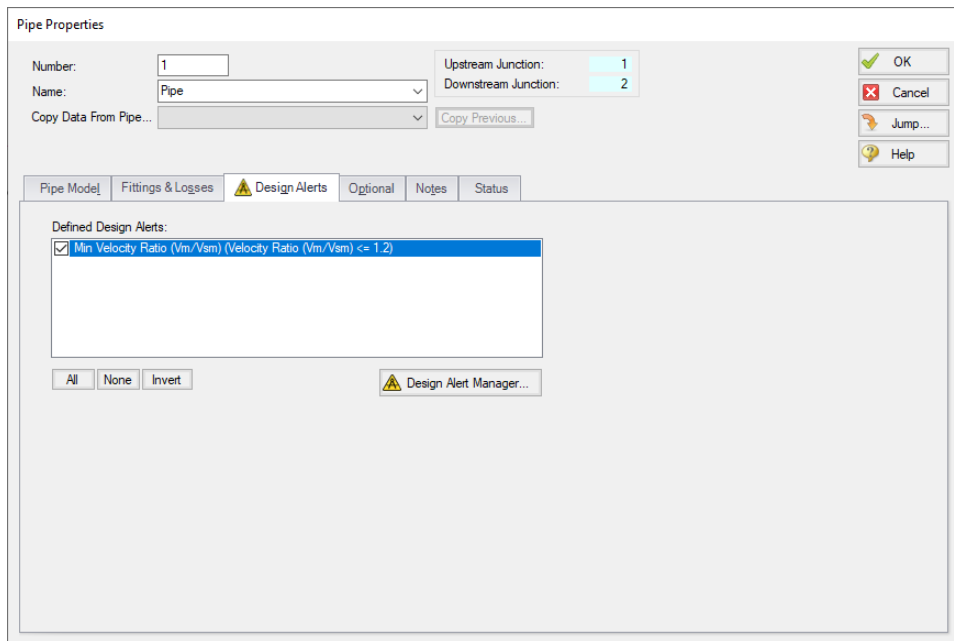 Pipe Properties
Number: 1
Upstream Junction: 1
OK
Name: Pipe
Downstream Junction: 2
Cancel
Copy Data From Pipe...
Copy Previous...
Jump...
Help
Pipe Model Fittings & Losses Design Alerts Optional Notes Status
Defined Design Alerts:
Min Velocity Ratio (Vm/Vsm) (Velocity Ratio (Vm/Vsm) <= 1.2)
All None Invert
Design Alert Manager...